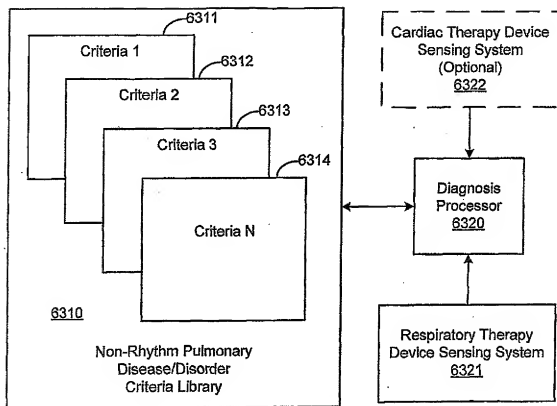 6311
Criteria 1
6312
Criteria 2
6313
Criteria 3
6314
Criteria N
6310
Non-Rhythm Pulmonary
Disease/Disorder
Criteria Library
Cardiac Therapy Device
Sensing System
(Optional)
6322
Diagnosis
Processor
6320
Respiratory Therapy
Device Sensing System
6321